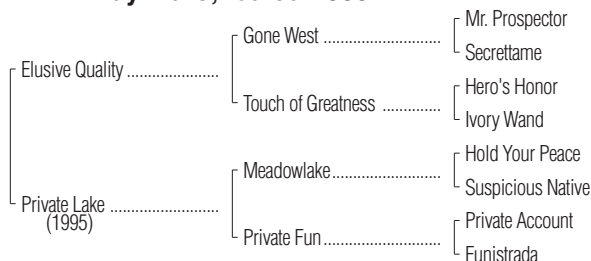 Gone West
Mr. Prospector
Secrettame
Elusive Quality
Touch of Greatness
Hero's Honor
Ivory Wand
Private Lake
(1995)
Meadowlake
Hold Your Peace
Suspicious Native
Private Fun
Private Account
Funistrada